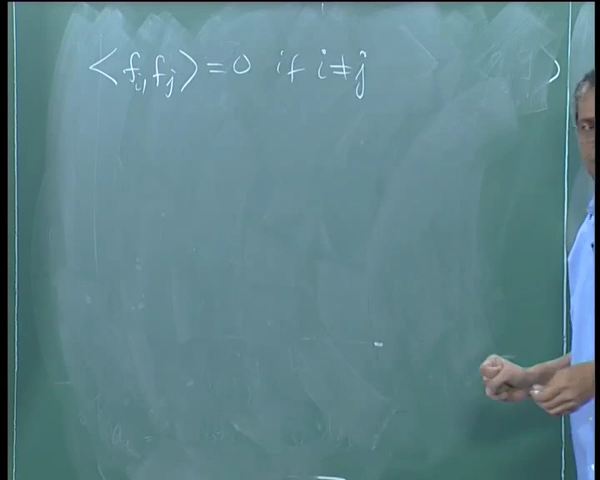 < f_i, f_j > = 0 if i ≠ j )